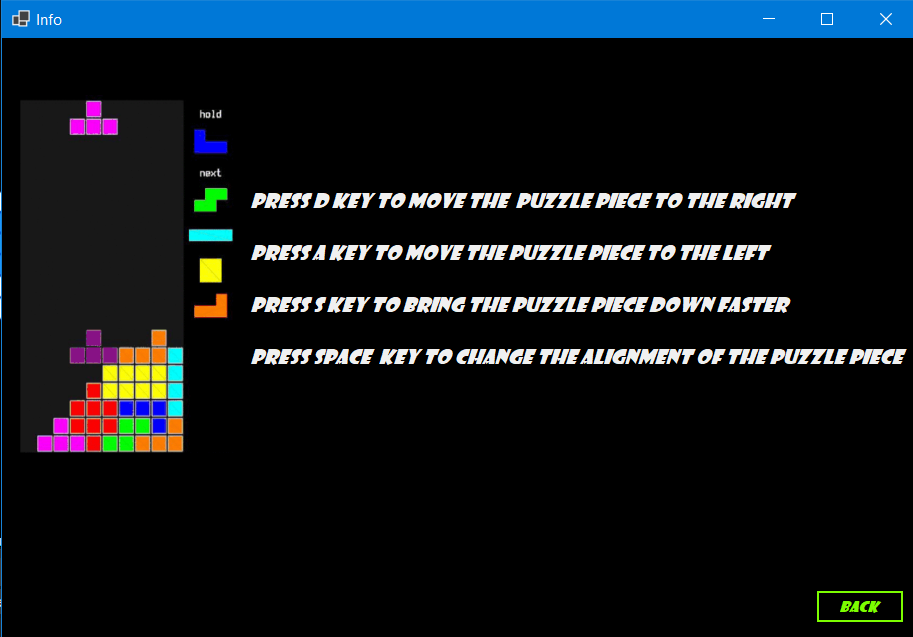 Info
hold
next
PRESS D KEY TO MOVE THE  PUZZLE PIECE TO THE RIGHT
PRESS A KEY TO MOVE THE PUZZLE PIECE TO THE LEFT
PRESS S KEY TO BRING THE PUZZLE PIECE DOWN FASTER
PRESS SPACE  KEY TO CHANGE THE ALIGNMENT OF THE PUZZLE PIECE
BACK